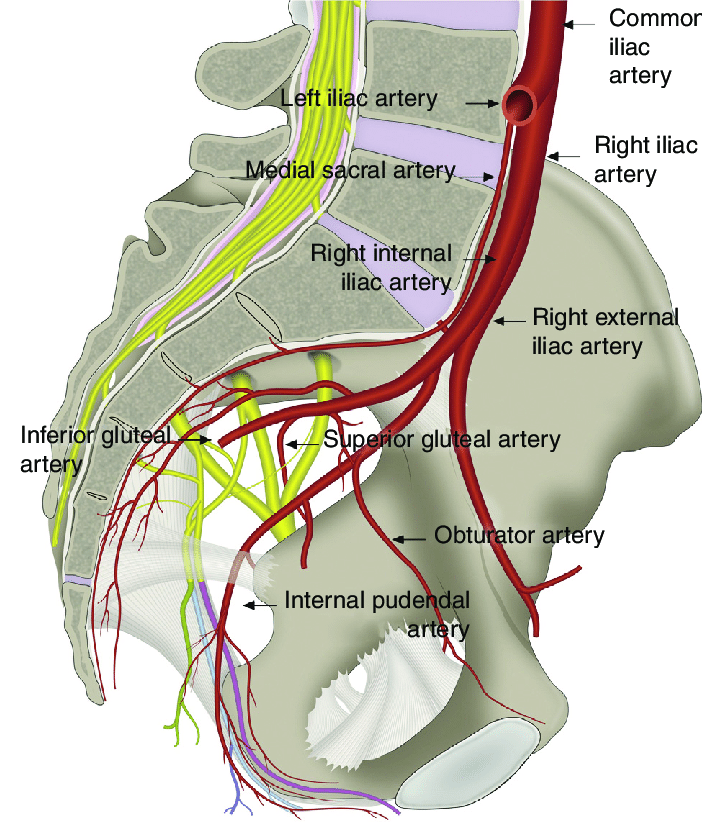 Common
iliac
artery
Left iliac artery
Right iliac
artery
Medial sacral artery
Right internal
iliac artery
Right external
iliac artery
Inferior gluteal
artery
Superior gluteal artery
Obturator artery
Internal pudendal
artery